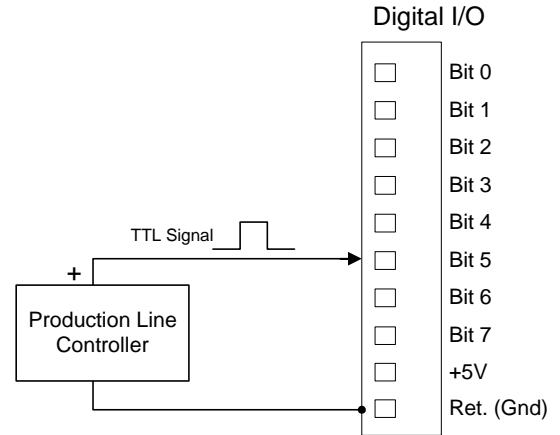 Digital I/O
Bit 0
Bit 1
Bit 2
Bit 3
Bit 4
TTL Signal
Bit 5
+
Bit 6
Production Line
Controller
Bit 7
+5V
Ret. (Gnd)